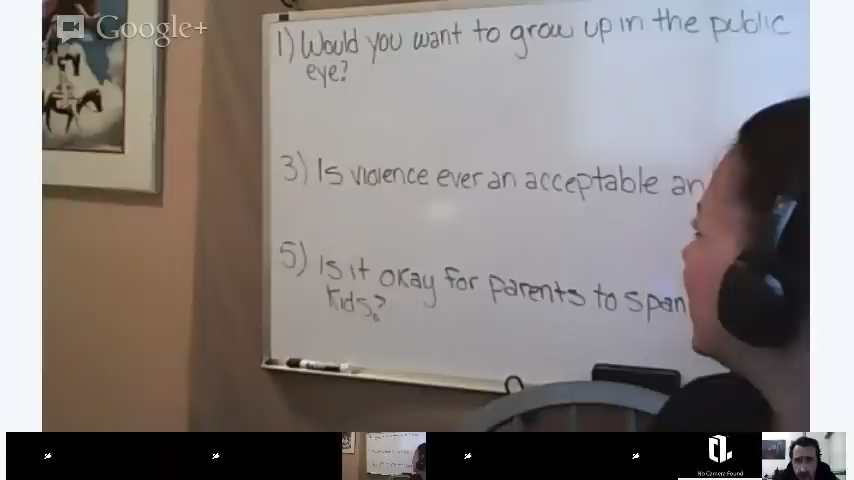 Google+
1) Would you want to grow up in the public
eye?
3) Is violence ever an acceptable an
5) Is it okay for parents to span
kids?
No Camera Found